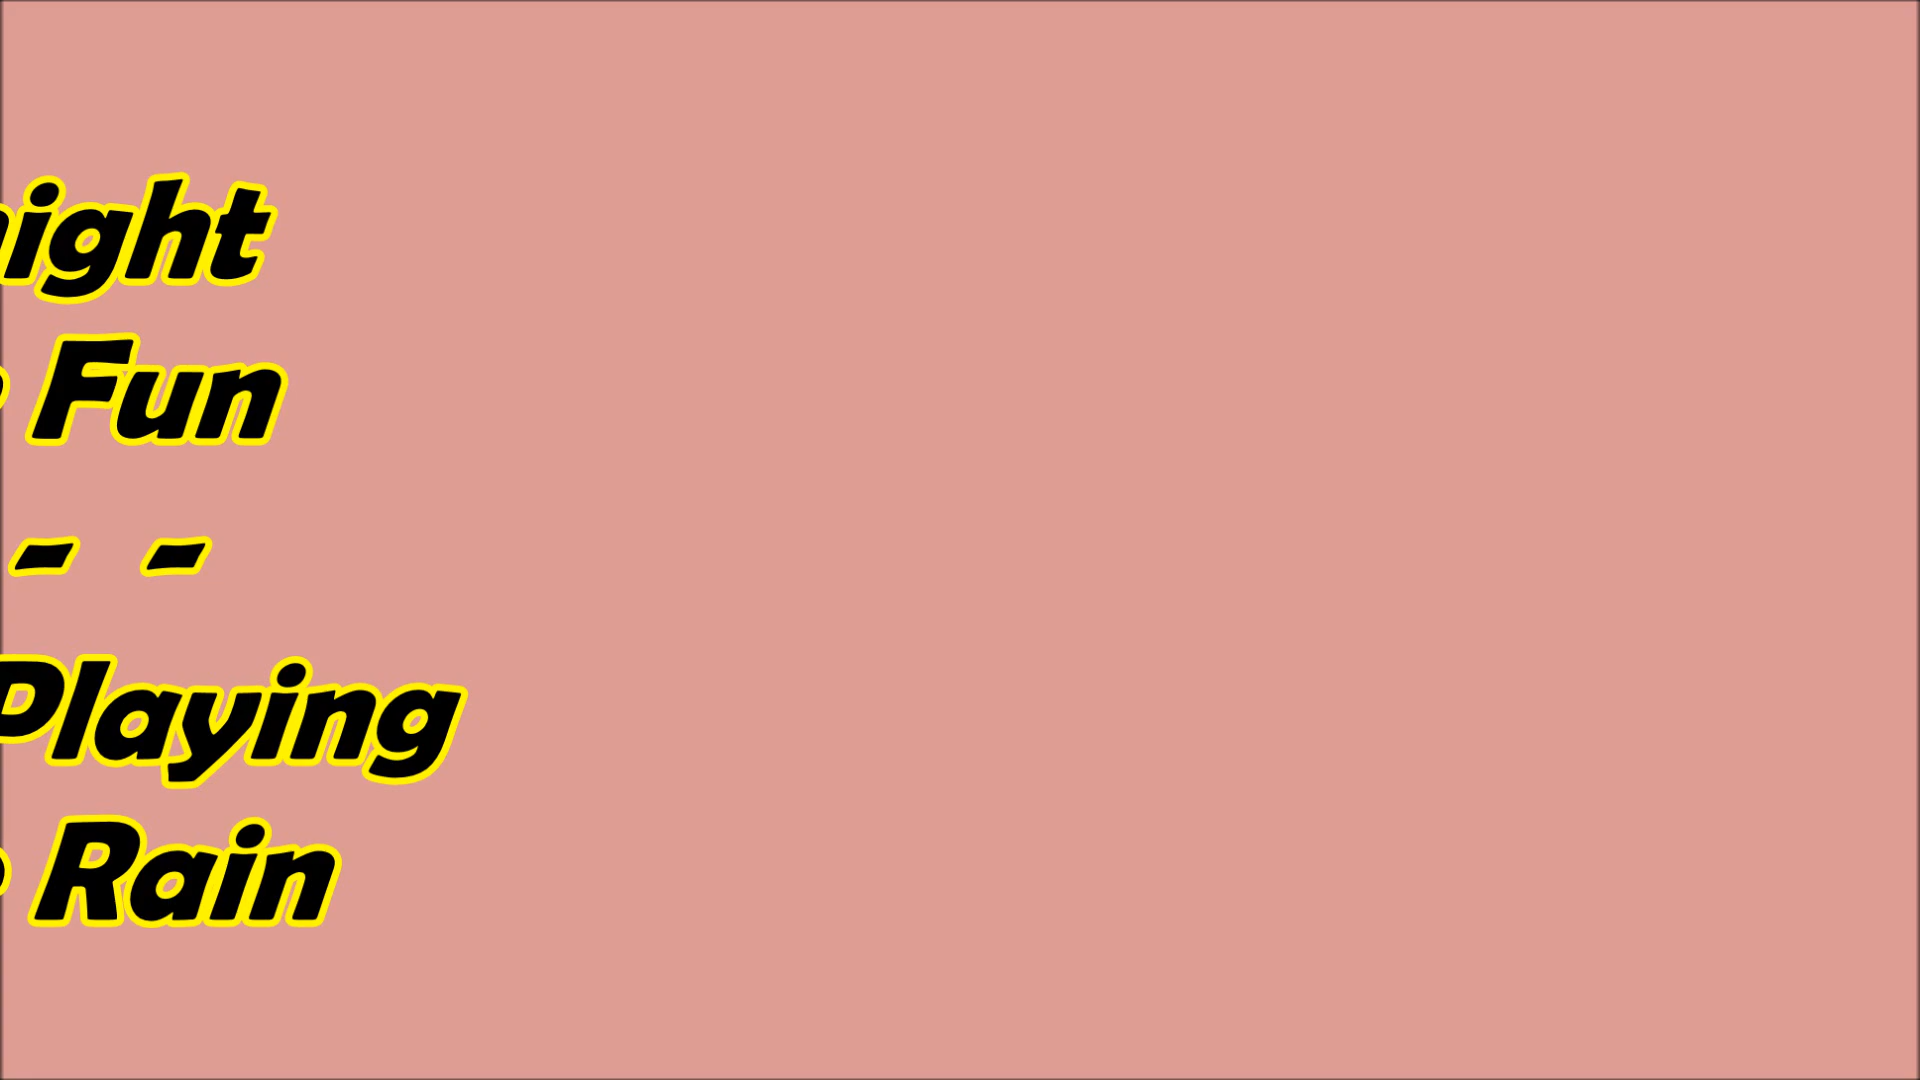 ight
Fun
- -
Playing
Rain